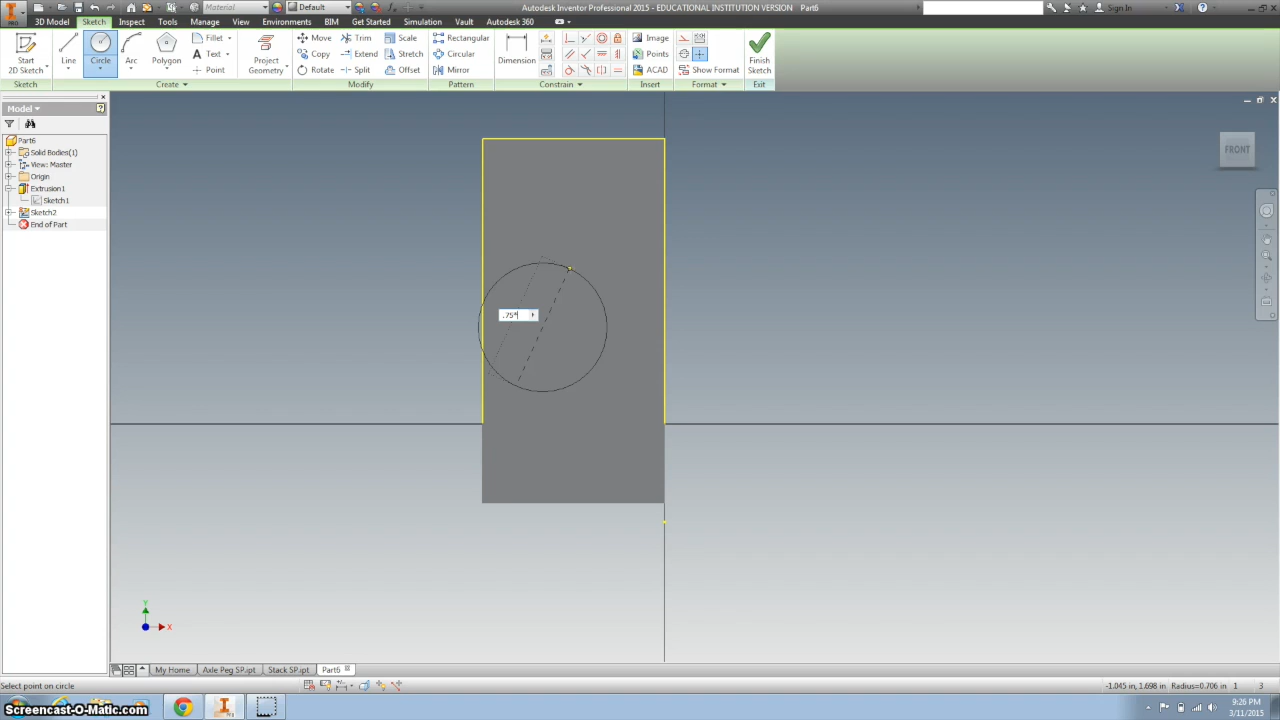 Material
Default
Autodesk Inventor Professional 2015 - EDUCATIONAL INSTITUTION VERSION Part6
Sign In
PRO
3D Model Sketch Inspect Tools Manage View Environments BIM Get Started Simulation Vault Autodesk 360
Start
2D Sketch
Line
Circle
Arc
Polygon
Fillet
Text
Point
Project
Geometry
Move
Copy
Rotate
Trim
Extend
Split
Scale
Stretch
Offset
Rectangular
Circular
Mirror
Dimension
Image
Points
ACAD
Show Format
Finish
Sketch
Sketch Create Modify Pattern Constrain Insert Format Exit
Model
Part6
Solid Bodies(1)
View: Master
Origin
Extrusion1
Sketch1
Sketch2
End of Part
FRONT
.75"
Y
X
My Home Axle Peg SP.ipt Stack SP.ipt Part6
Select point on circle
-1.045 in, 1.698 in Radius=0.706 in 1 3
Screencast-O-Matic.com
9:26 PM
3/11/2015